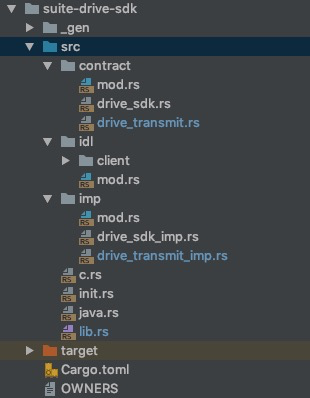 suite-drive-sdk
_gen
src
contract
mod.rs
drive_sdk.rs
drive_transmit.rs
idl
client
mod.rs
imp
mod.rs
drive_sdk_imp.rs
drive_transmit_imp.rs
c.rs
init.rs
java.rs
lib.rs
target
Cargo.toml
OWNERS